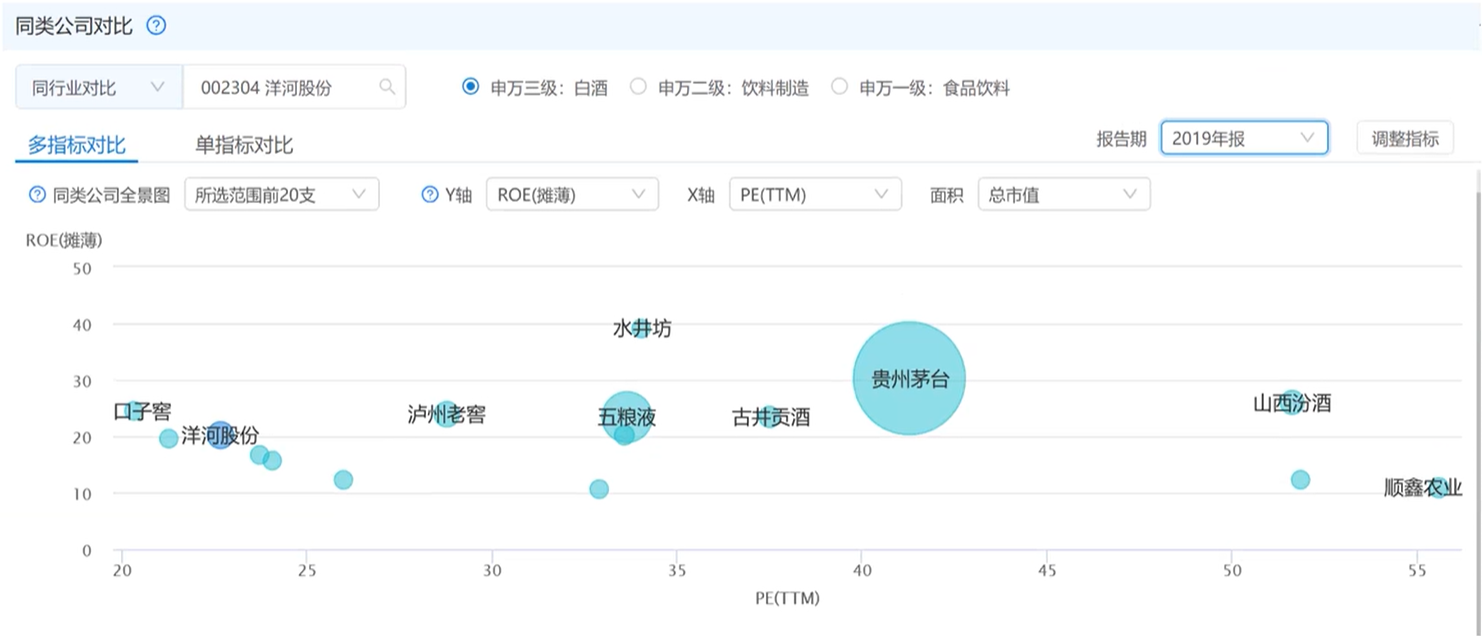 同类公司对比 ?
同行业对比 002304 洋河股份 申万三级：白酒 申万二级：饮料制造 申万一级：食品饮料
多指标对比 单指标对比 报告期 2019年报 调整指标
? 同类公司全景图 所选范围前20支 ? Y轴 ROE(摊薄) X轴 PE(TTM) 面积 总市值
ROE(摊薄)
50
40
30
20
10
0
水井坊
贵州茅台
口子窖
洋河股份
泸州老窖
五粮液
古井贡酒
山西汾酒
顺鑫农业
20 25 30 35 40 45 50 55
PE(TTM)